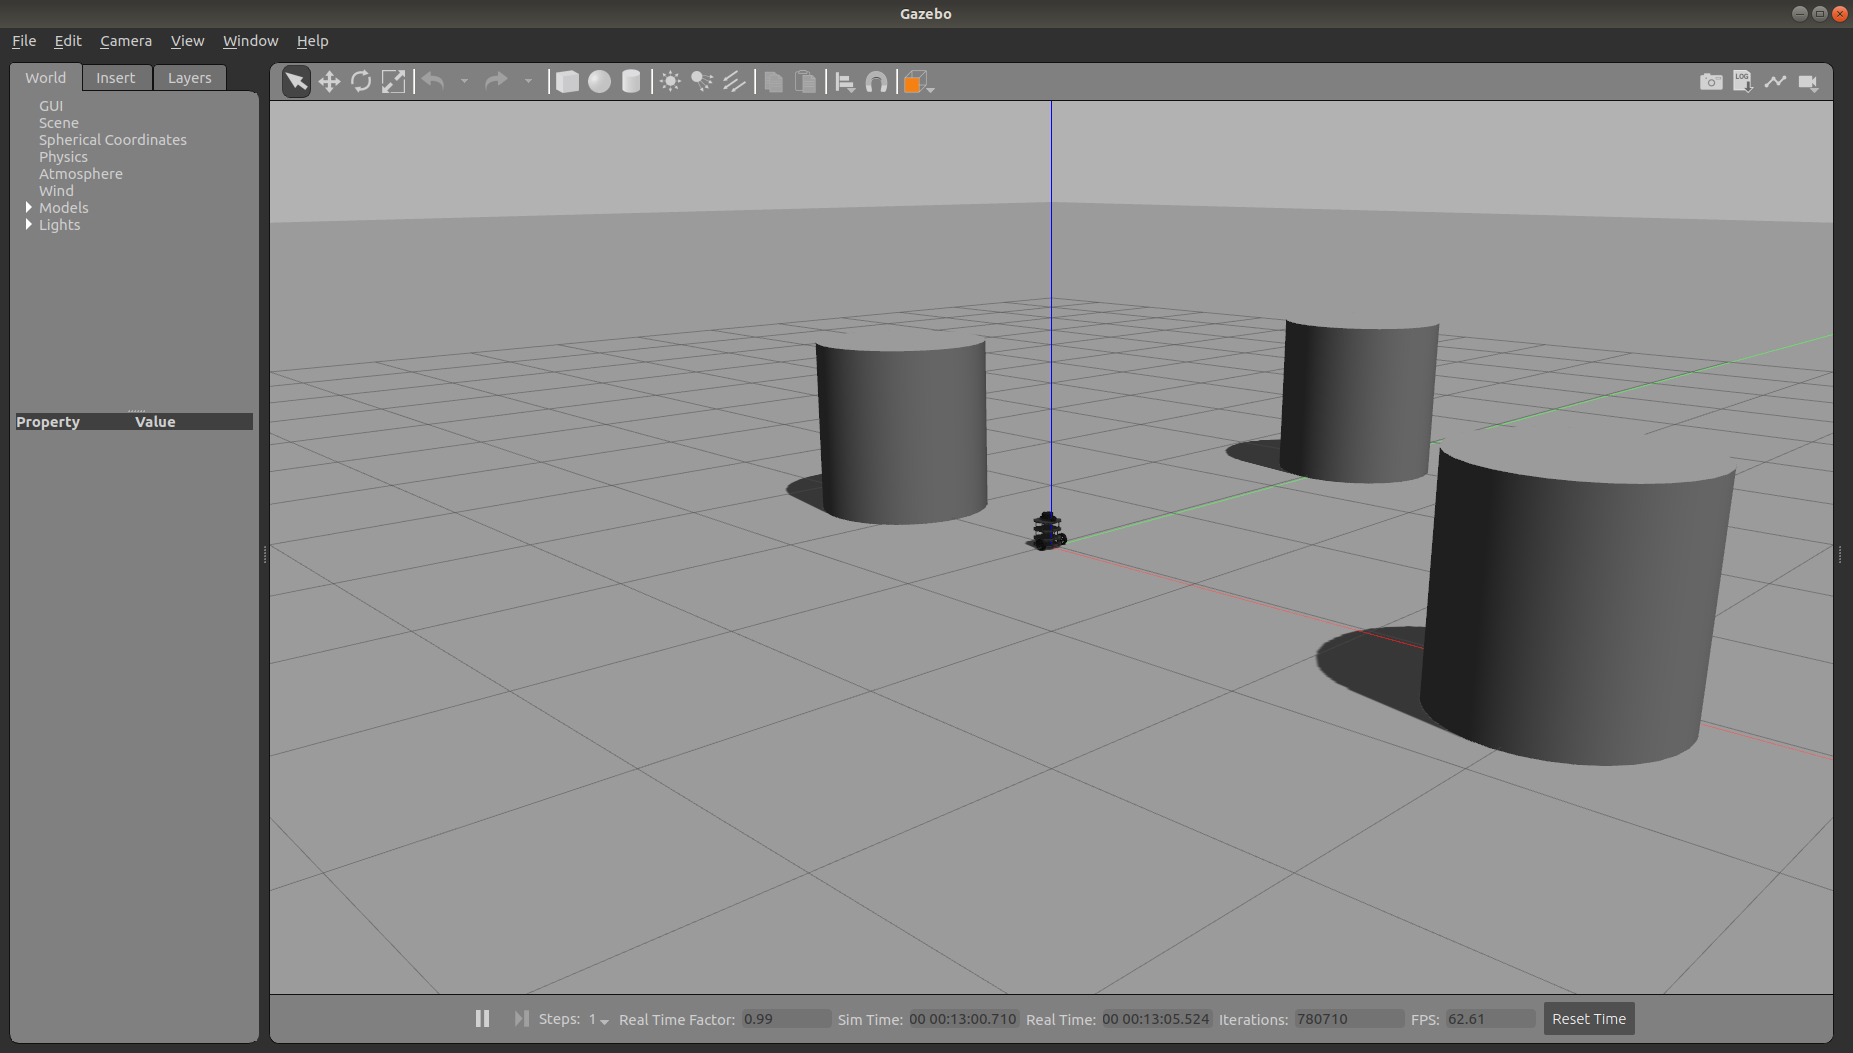 Gazebo
File Edit Camera View Window Help
World Insert Layers
GUI
Scene
Spherical Coordinates
Physics
Atmosphere
Wind
Models
Lights
Property Value
LOG
Steps: 1 Real Time Factor: 0.99 Sim Time: 00 00:13:00.710 Real Time: 00 00:13:05.524 Iterations: 780710 FPS: 62.61 Reset Time